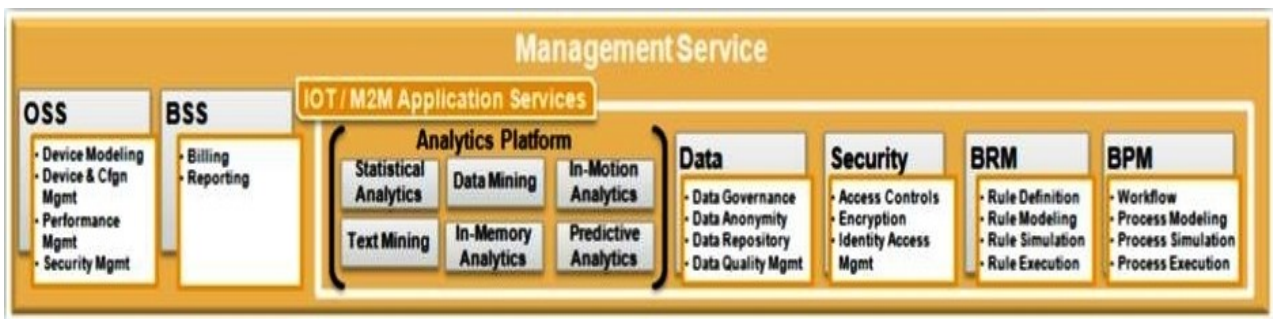 Management Service
OSS
• Device Modeling
• Device & Cfgn
Mgmt
• Performance
Mgmt
• Security Mgmt
BSS
• Billing
• Reporting
IOT / M2M Application Services
Analytics Platform
Statistical
Analytics
Data Mining
In-Motion
Analytics
Text Mining
In-Memory
Analytics
Predictive
Analytics
Data
• Data Governance
• Data Anonymity
• Data Repository
• Data Quality Mgmt
Security
• Access Controls
• Encryption
• Identity Access
Mgmt
BRM
• Rule Definition
• Rule Modeling
• Rule Simulation
• Rule Execution
BPM
• Workflow
• Process Modeling
• Process Simulation
• Process Execution